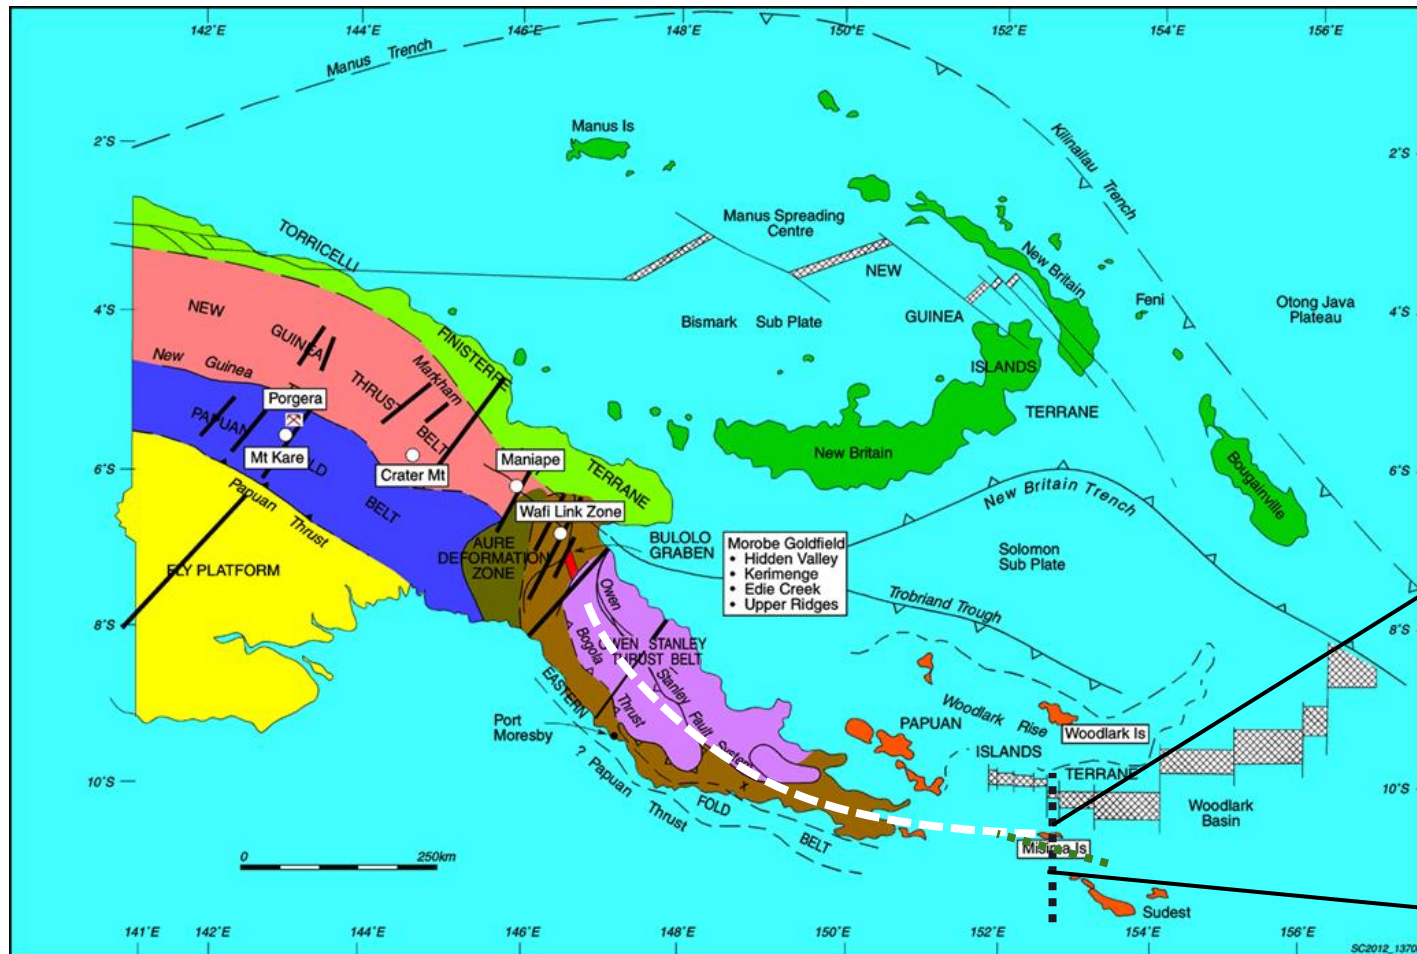 142°E
144°E
146°E
148°E
150°E
152°E
154°E
156°E
Manus Trench
Manus Is
2°S
2°S
Kilinailau Trench
Manus Spreading
Centre
TORRICELLI
NEW
New Britain
Feni
Otong Java
Plateau
NEW
4°S
GUINEA
Bismark Sub Plate
GUINEA
4°S
FINISTERRE
New Guinea
THRUST
Markham
ISLANDS
Porgera
TERRANE
PAPUAN
BELT
Mt Kare
Crater Mt
Maniape
New Britain
6°S
6°S
Bougainville
TERRANE
New Britain Trench
Papuan Thrust
BELT
Wafi Link Zone
AURE
DEFORMATION
ZONE
BULOLO
GRABEN
Morobe Goldfield
• Hidden Valley
• Kerimenge
• Edie Creek
• Upper Ridges
Solomon
Sub Plate
FLY PLATFORM
Owen
Trobriand Trough
8°S
8°S
OWEN STANLEY
THRUST BELT
Bogola
Thrust
Stanley Fault System
EASTERN
Port
Moresby
PAPUAN
Woodlark Rise
Woodlark Is
ISLANDS
TERRANE
10°S
10°S
? Papuan Thrust
x
FOLD
BELT
Woodlark
Basin
Misima Is
0
250km
Sudest
141°E
142°E
144°E
146°E
148°E
150°E
152°E
154°E
156°E
SC2012_1370